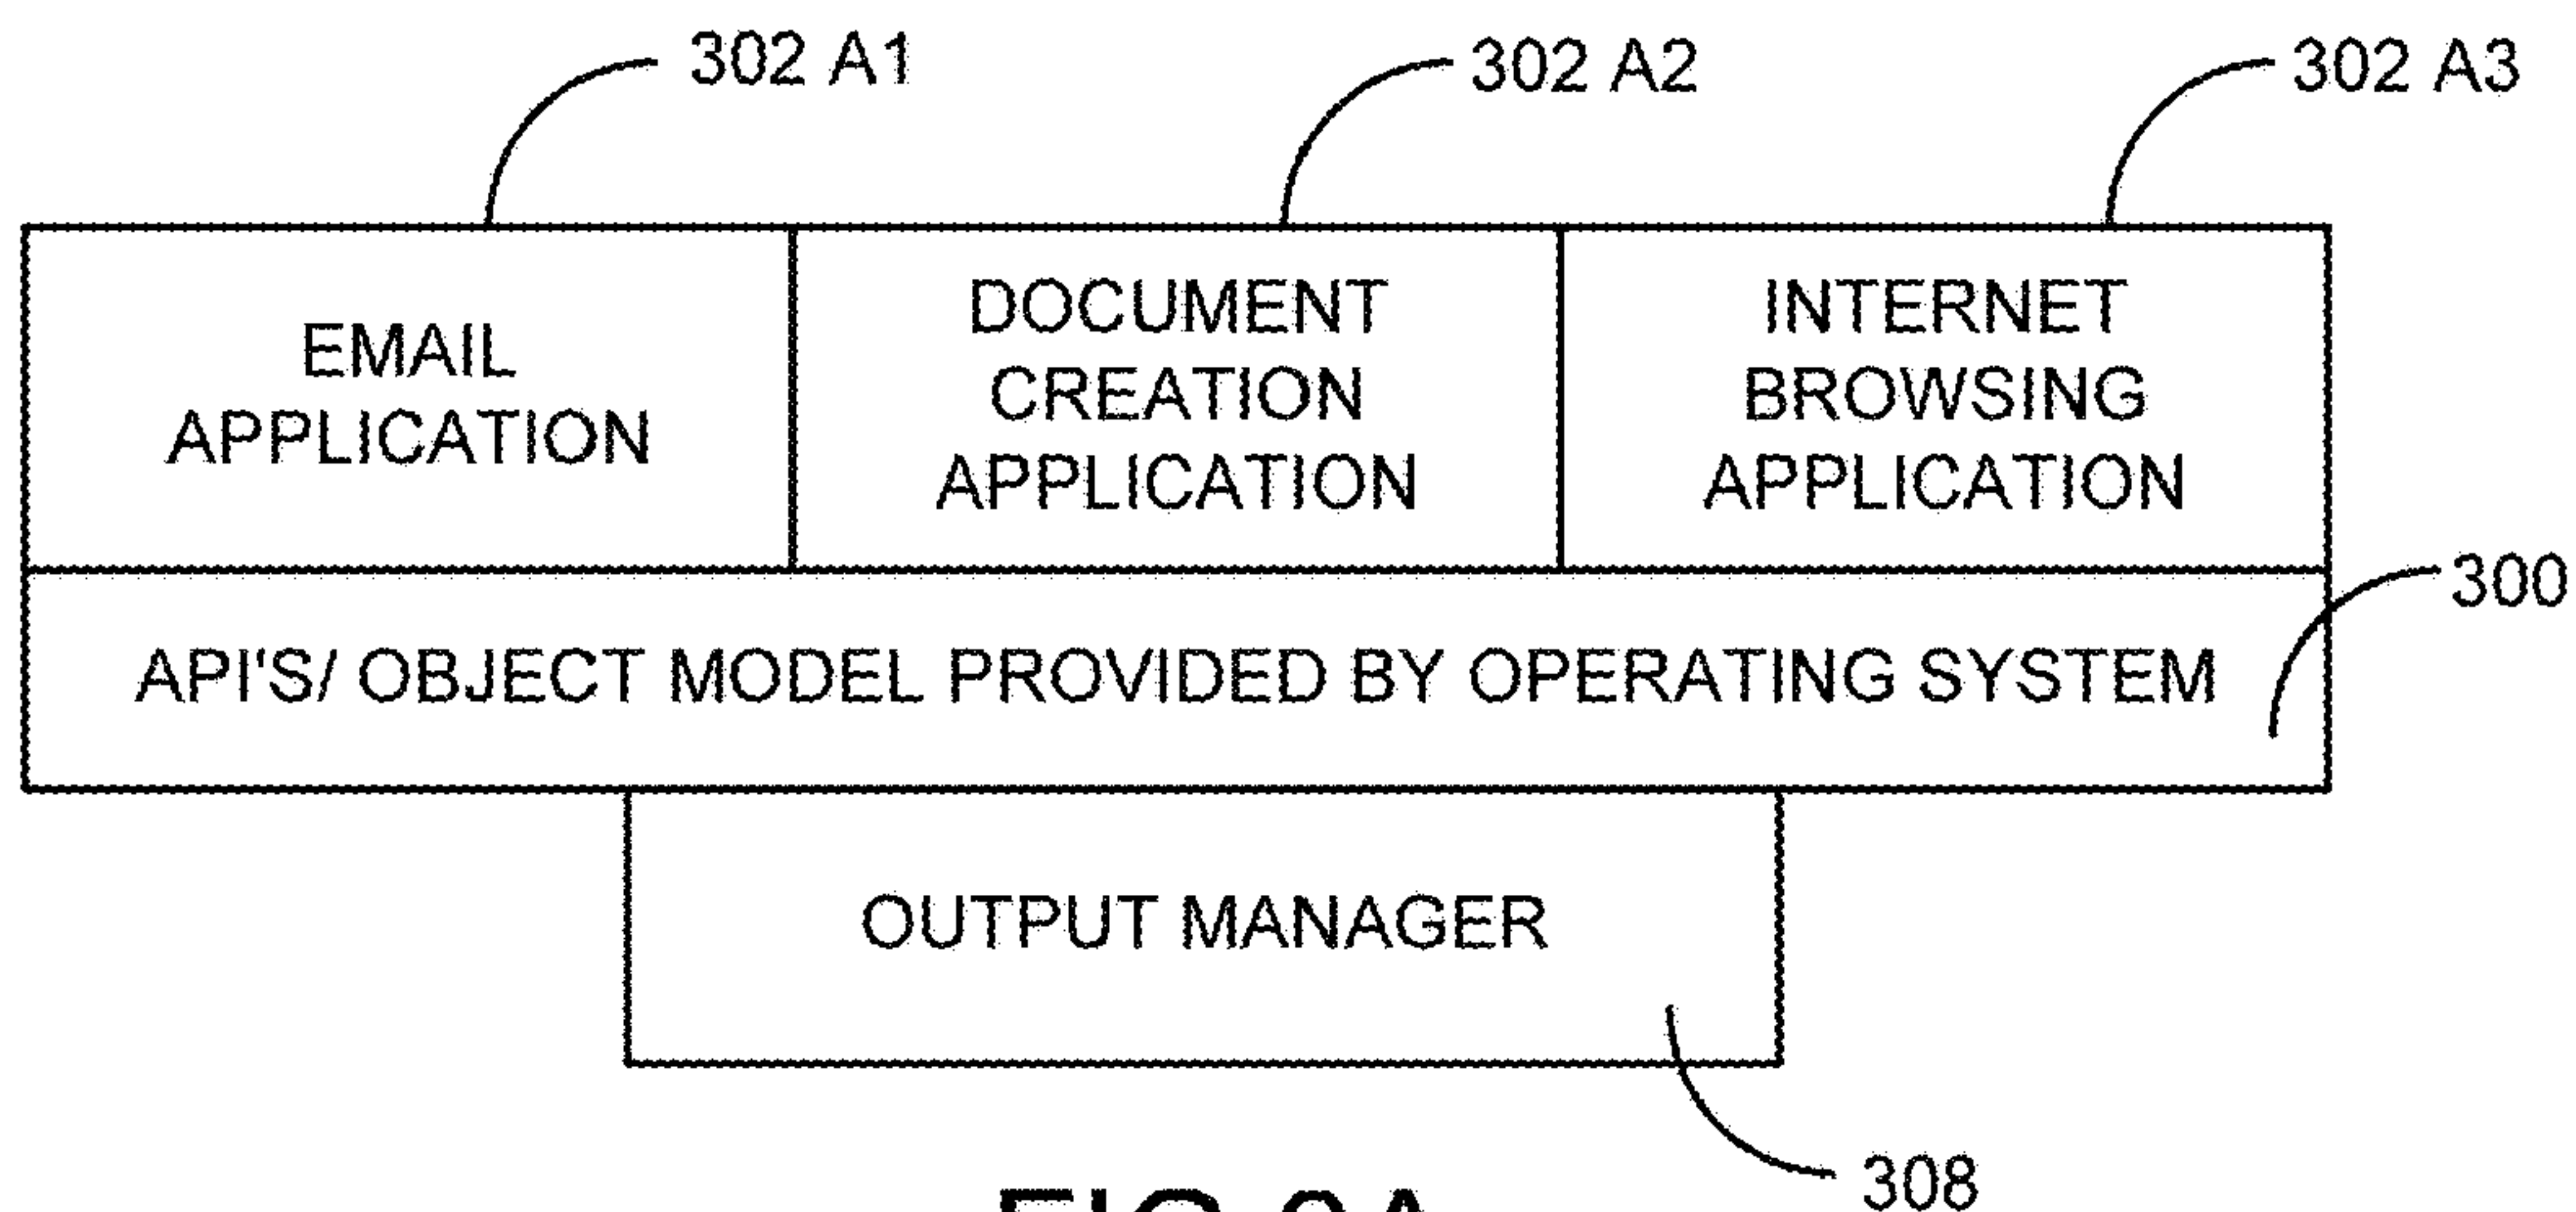 302 A1
302 A2
302 A3
EMAIL
APPLICATION
DOCUMENT
CREATION
APPLICATION
INTERNET
BROWSING
APPLICATION
300
API'S/ OBJECT MODEL PROVIDED BY OPERATING SYSTEM
OUTPUT MANAGER
308